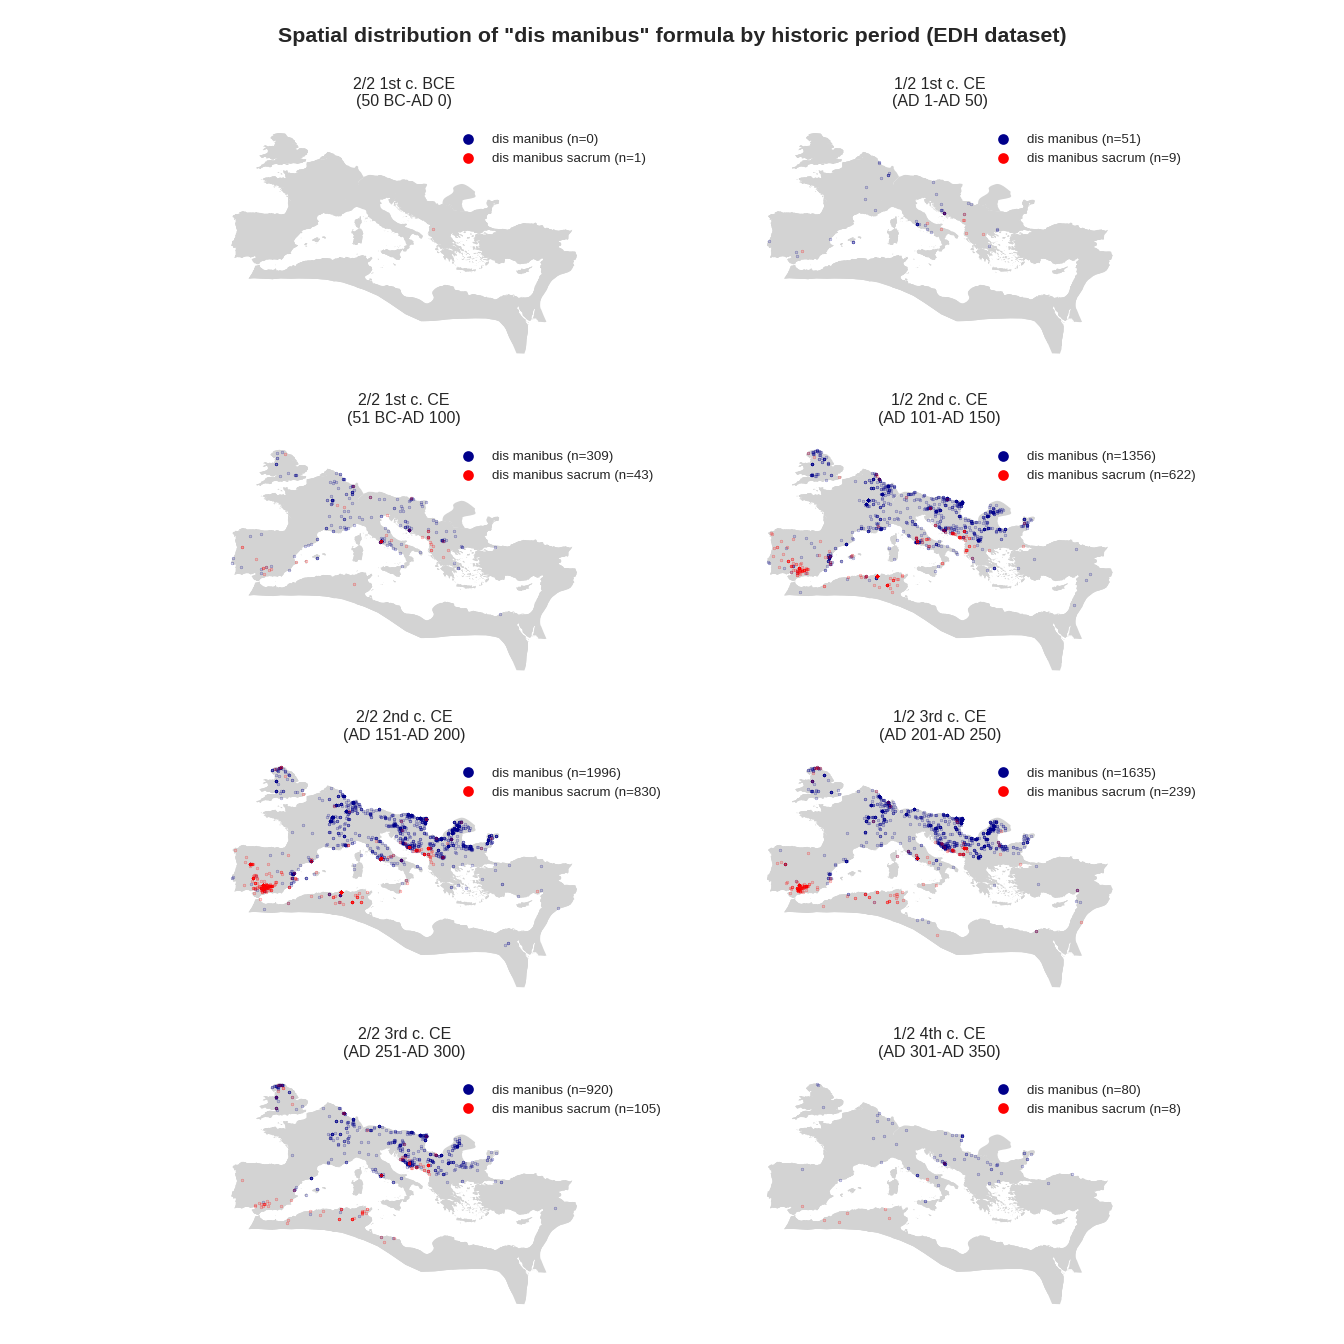 Spatial distribution of "dis manibus" formula by historic period (EDH dataset)
2/2 1st c. BCE
(50 BC-AD 0)
dis manibus (n=0)
dis manibus sacrum (n=1)
1/2 1st c. CE
(AD 1-AD 50)
dis manibus (n=51)
dis manibus sacrum (n=9)
2/2 1st c. CE
(51 BC-AD 100)
dis manibus (n=309)
dis manibus sacrum (n=43)
1/2 2nd c. CE
(AD 101-AD 150)
dis manibus (n=1356)
dis manibus sacrum (n=622)
2/2 2nd c. CE
(AD 151-AD 200)
dis manibus (n=1996)
dis manibus sacrum (n=830)
1/2 3rd c. CE
(AD 201-AD 250)
dis manibus (n=1635)
dis manibus sacrum (n=239)
2/2 3rd c. CE
(AD 251-AD 300)
dis manibus (n=920)
dis manibus sacrum (n=105)
1/2 4th c. CE
(AD 301-AD 350)
dis manibus (n=80)
dis manibus sacrum (n=8)